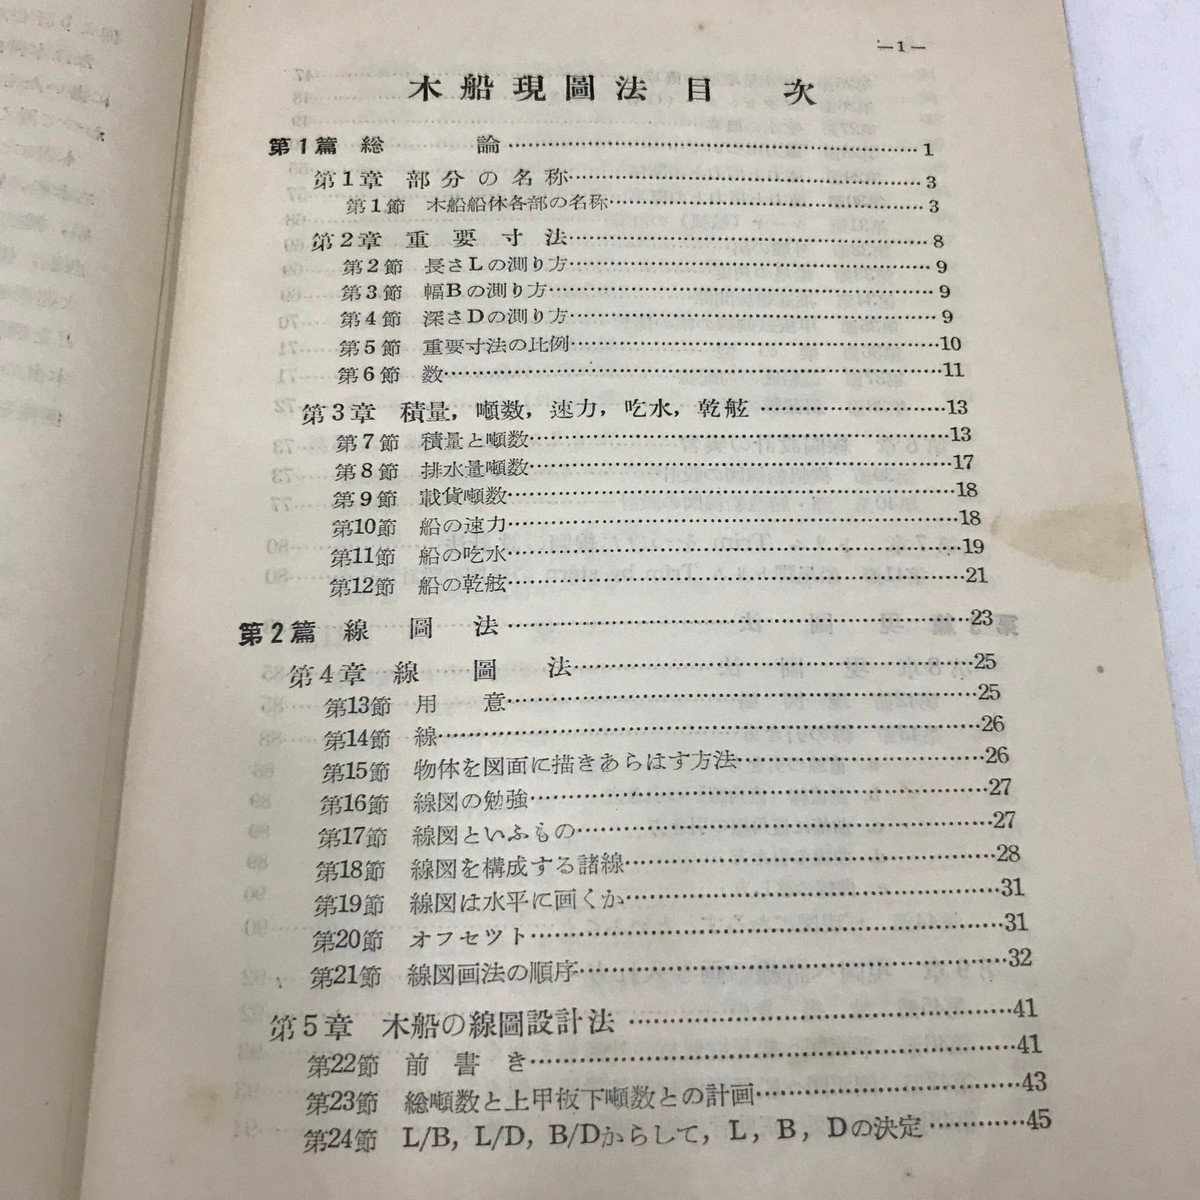 —1—
木船現圖法目次
第1篇 総論……1
第1章 部分の名称……3
第1節 木船船体各部の名称……3
第2章 重要寸法……8
第2節 長さLの測り方……9
第3節 幅Bの測り方……9
第4節 深さDの測り方……9
第5節 重要寸法の比例……10
第6節 数……11
第3章 積量，噸数，速力，吃水，乾舷……13
第7節 積量と噸数……13
第8節 排水量噸数……17
第9節 載貨噸数……18
第10節 船の速力……18
第11節 船の吃水……19
第12節 船の乾舷……21
第2篇 線圖法……23
第4章 線圖法……25
第13節 用意……25
第14節 線……26
第15節 物体を図面に描きあらはす方法……26
第16節 線図の勉強……27
第17節 線図といふもの……27
第18節 線図を構成する諸線……28
第19節 線図は水平に画くか……31
第20節 オフセツト……31
第21節 線図画法の順序……32
第5章 木船の線圖設計法……41
第22節 前書き……41
第23節 総噸数と上甲板下噸数との計画……43
第24節 L/B，L/D，B/Dからして，L，B，Dの決定……45